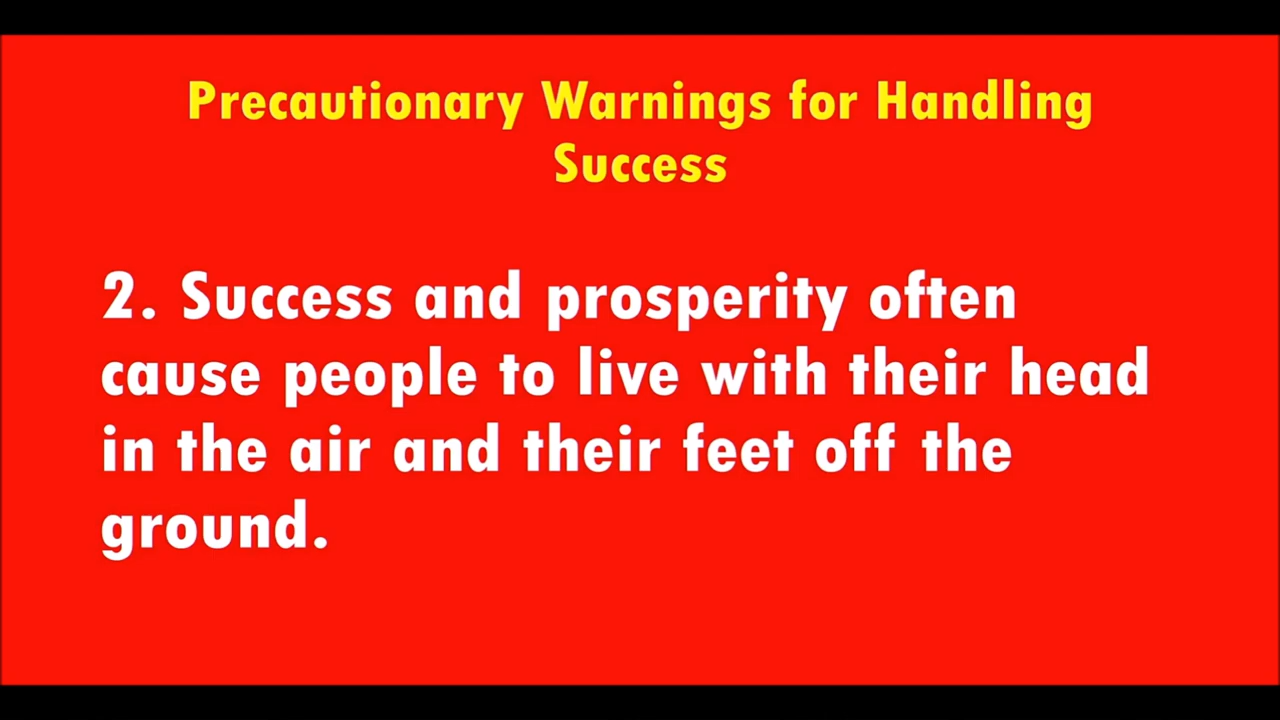 Precautionary Warnings for Handling
Success
2. Success and prosperity often
cause people to live with their head
in the air and their feet off the
ground.